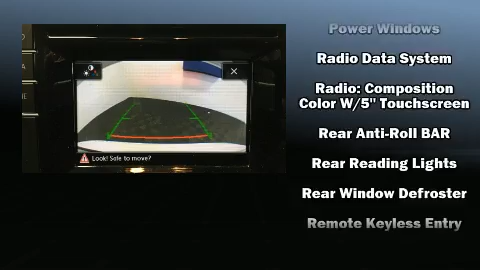 Power Windows
Radio Data System
Radio: Composition
Color W/5" Touchscreen
Rear Anti-Roll BAR
Rear Reading Lights
Rear Window Defroster
Remote Keyless Entry
Look! Safe to move?